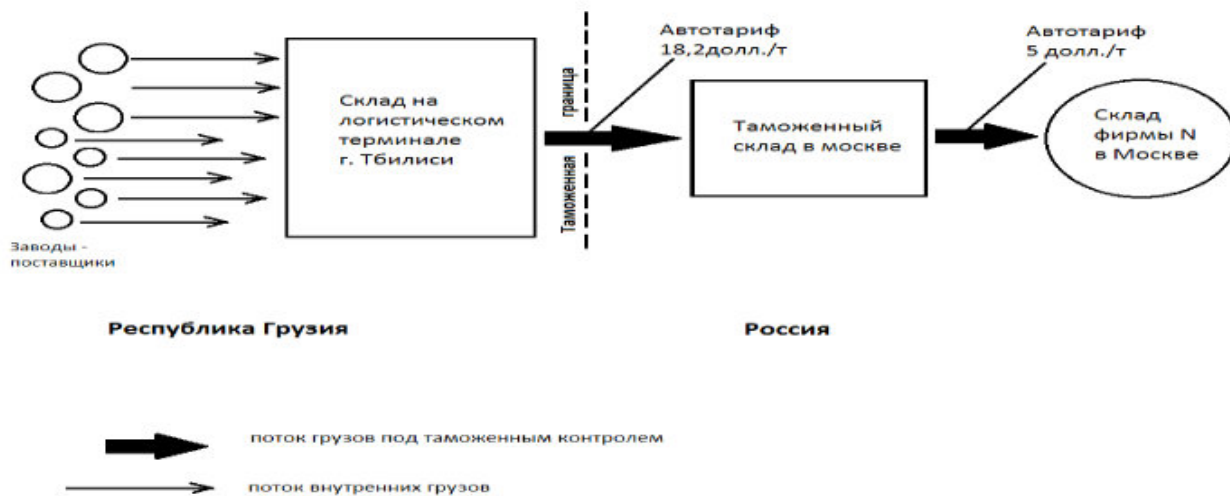 Автотариф
18,2долл./т
Автотариф
5 долл./т
Склад на
логистическом
терминале
г. Тбилиси
Таможенная граница
Таможенный
склад в москве
Склад
фирмы N
в Москве
Заводы -
поставщики
Республика Грузия
Россия
поток грузов под таможенным контролем
поток внутренних грузов